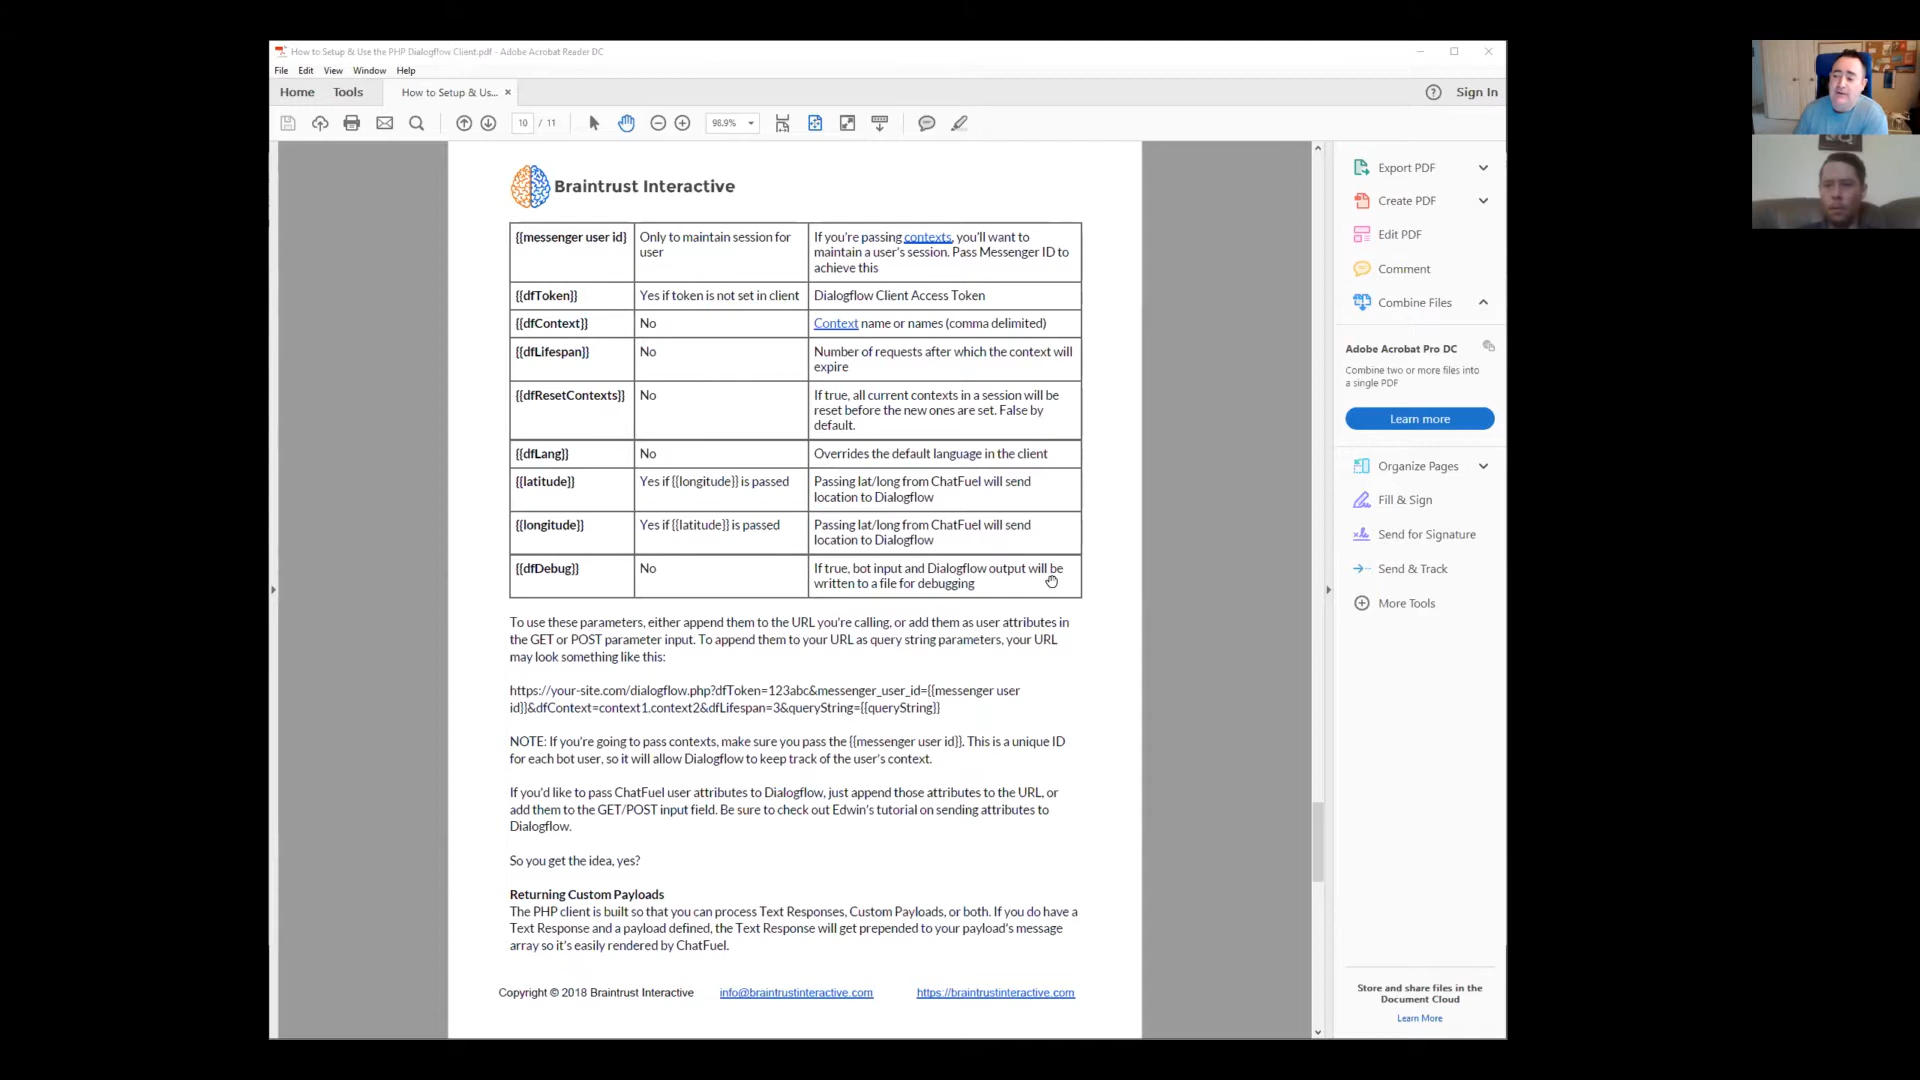 How to Setup & Use the PHP Dialogflow Client.pdf - Adobe Acrobat Reader DC
File Edit View Window Help
Home Tools How to Setup & Us... × Sign In
10 / 11 98.9%
Braintrust Interactive
{{messenger user id} Only to maintain session for user If you're passing contexts, you'll want to maintain a user's session. Pass Messenger ID to achieve this
{{dfToken}} Yes if token is not set in client Dialogflow Client Access Token
{{dfContext}} No Context name or names (comma delimited)
{{dfLifespan}} No Number of requests after which the context will expire
{{dfResetContexts}} No If true, all current contexts in a session will be reset before the new ones are set. False by default.
{{dfLang}} No Overrides the default language in the client
{{latitude}} Yes if {{longitude}} is passed Passing lat/long from ChatFuel will send location to Dialogflow
{{longitude}} Yes if {{latitude}} is passed Passing lat/long from ChatFuel will send location to Dialogflow
{{dfDebug}} No If true, bot input and Dialogflow output will be written to a file for debugging
To use these parameters, either append them to the URL you're calling, or add them as user attributes in
the GET or POST parameter input. To append them to your URL as query string parameters, your URL
may look something like this:
https://your-site.com/dialogflow.php?dfToken=123abc&messenger_user_id={{messenger user
id}}&dfContext=context1,context2&dfLifespan=3&queryString={{queryString}}
NOTE: If you're going to pass contexts, make sure you pass the {{messenger user id}}. This is a unique ID
for each bot user, so it will allow Dialogflow to keep track of the user's context.
If you'd like to pass ChatFuel user attributes to Dialogflow, just append those attributes to the URL, or
add them to the GET/POST input field. Be sure to check out Edwin's tutorial on sending attributes to
Dialogflow.
So you get the idea, yes?
Returning Custom Payloads
The PHP client is built so that you can process Text Responses, Custom Payloads, or both. If you do have a
Text Response and a payload defined, the Text Response will get prepended to your payload's message
array so it's easily rendered by ChatFuel.
Copyright © 2018 Braintrust Interactive info@braintrustinteractive.com https://braintrustinteractive.com
Export PDF
Create PDF
Edit PDF
Comment
Combine Files
Adobe Acrobat Pro DC
Combine two or more files into
a single PDF
Learn more
Organize Pages
Fill & Sign
Send for Signature
Send & Track
More Tools
Store and share files in the
Document Cloud
Learn More